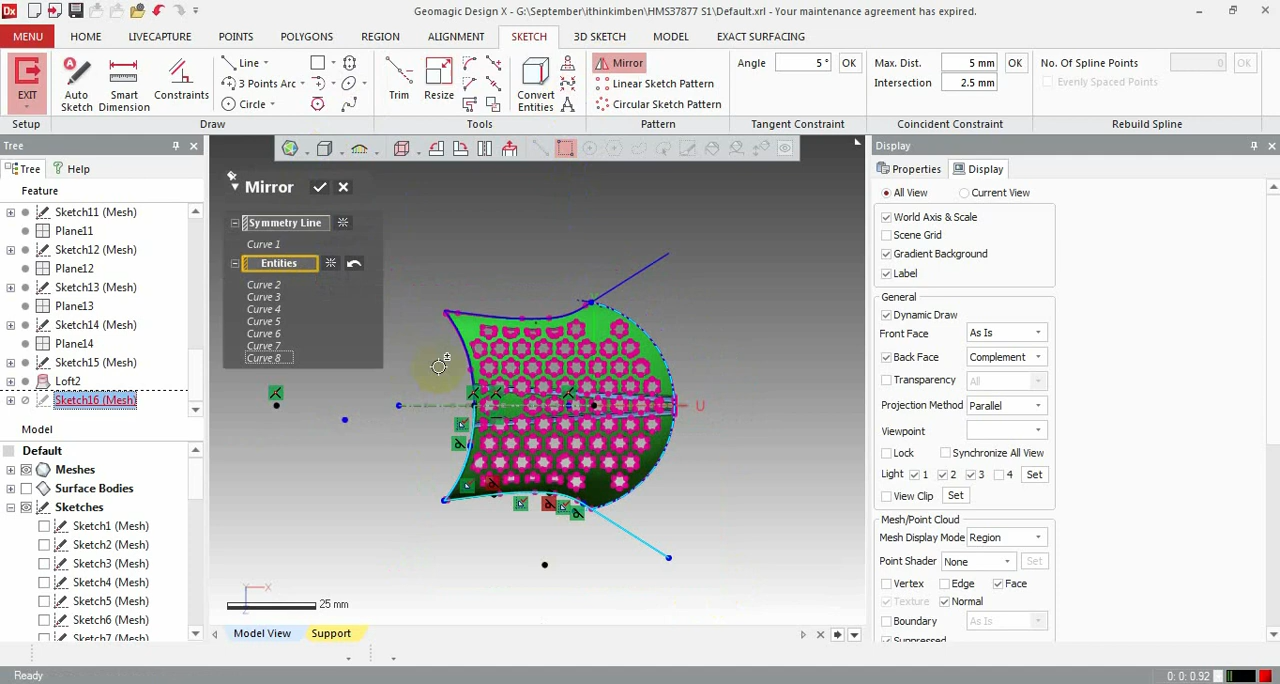 Geomagic Design X - G:\September\ithinkimben\HMS37877 S1\Default.xrl - Your maintenance agreement has expired.
MENU HOME LIVECAPTURE POINTS POLYGONS REGION ALIGNMENT SKETCH 3D SKETCH MODEL EXACT SURFACING
Line
Mirror
Angle 5 ° OK
Max. Dist. 5 mm OK
No. Of Spline Points 0 OK
3 Points Arc
Linear Sketch Pattern
Intersection 2.5 mm
Evenly Spaced Points
EXIT Auto Sketch Smart Dimension Constraints
Circle
Trim Resize Convert Entities
Circular Sketch Pattern
Setup Draw Tools Pattern Tangent Constraint Coincident Constraint Rebuild Spline
Tree
Tree Help
Feature
Sketch11 (Mesh)
Plane11
Sketch12 (Mesh)
Plane12
Sketch13 (Mesh)
Plane13
Sketch14 (Mesh)
Plane14
Sketch15 (Mesh)
Loft2
Sketch16 (Mesh)
Model
Default
Meshes
Surface Bodies
Sketches
Sketch1 (Mesh)
Sketch2 (Mesh)
Sketch3 (Mesh)
Sketch4 (Mesh)
Sketch5 (Mesh)
Sketch6 (Mesh)
Sketch7 (Mesh)
Mirror
Symmetry Line
Curve 1
Entities
Curve 2
Curve 3
Curve 4
Curve 5
Curve 6
Curve 7
Curve 8
U
X
25 mm
Model View Support
Display
Properties Display
All View Current View
World Axis & Scale
Scene Grid
Gradient Background
Label
General
Dynamic Draw
Front Face As Is
Back Face Complement
Transparency All
Projection Method Parallel
Viewpoint
Lock Synchronize All View
Light 1 2 3 4 Set
View Clip Set
Mesh/Point Cloud
Mesh Display Mode Region
Point Shader None Set
Vertex Edge Face
Texture Normal
Boundary As Is
Ready
0: 0: 0.92